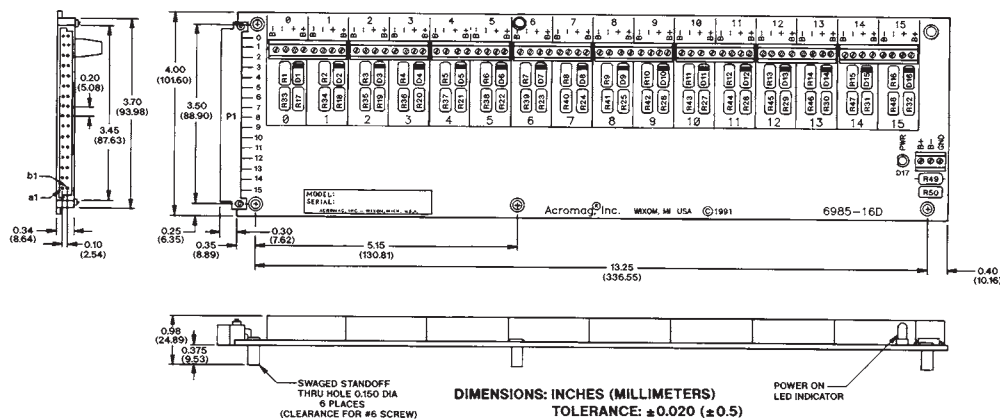 4.00
(101.60)
3.50
(88.90)
P1
0.20
(5.08)
3.70
(93.98)
3.45
(87.63)
b1
a1
0.34
(8.64)
0.10
(2.54)
0.25
(6.35)
0.35
(8.89)
0.30
(7.62)
0 1 2 3 4 5 6 7 8 9 10 11 12 13 14 15
B- I - + B+
0
1
2
3
4
5
6
7
8
9
10
11
12
13
14
15
R1 D1 R2 D2 R3 D3 R4 D4 R5 D5 R6 D6 R7 D7 R8 D8 R9 D9 R10 D10 R11 D11 R12 D12 R13 D13 R14 D14 R15 D15 R16 D16
R33 R17 R34 R18 R35 R19 R36 R20 R37 R21 R38 R22 R39 R23 R40 R24 R41 R25 R42 R26 R43 R27 R44 R28 R45 R29 R46 R30 R47 R31 R48 R32
0 1 2 3 4 5 6 7 8 9 10 11 12 13 14 15
PWR B+ B- GND
D17
R49
R50
MODEL:
SERIAL:
ACROMAG, INC - WIXOM, MICH. U.S.A.
Acromag,® Inc. WIXOM, MI USA ©1991
6985-16D
5.15
(130.81)
13.25
(336.55)
0.40
(10.16)
0.98
(24.89)
0.375
(9.53)
SWAGED STANDOFF
THRU HOLE 0.150 DIA
6 PLACES
(CLEARANCE FOR #6 SCREW)
DIMENSIONS: INCHES (MILLIMETERS)
TOLERANCE: ±0.020 (±0.5)
POWER ON
LED INDICATOR